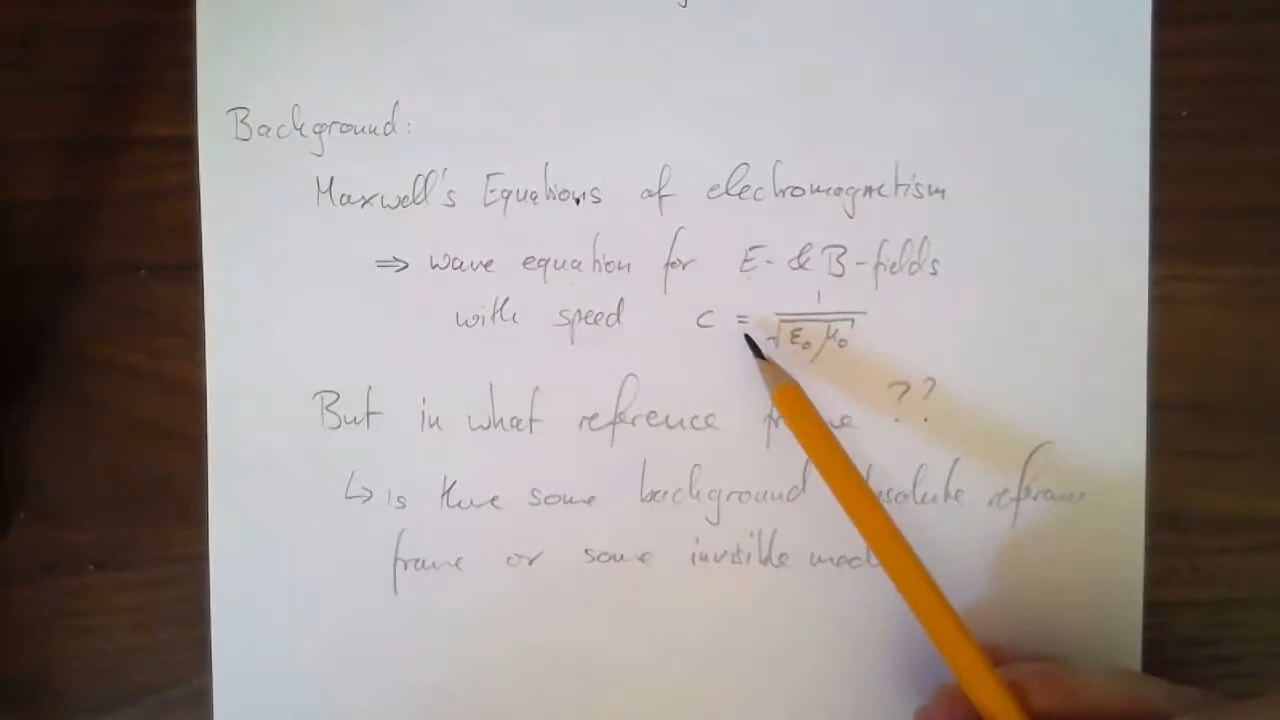 Background:
Maxwell's Equations of electromagnetism
⇒ wave equation for E- & B-fields
with speed c = 1/√(ε₀μ₀)
But in what reference ??
↳ is there some background reference
frame or some invisible